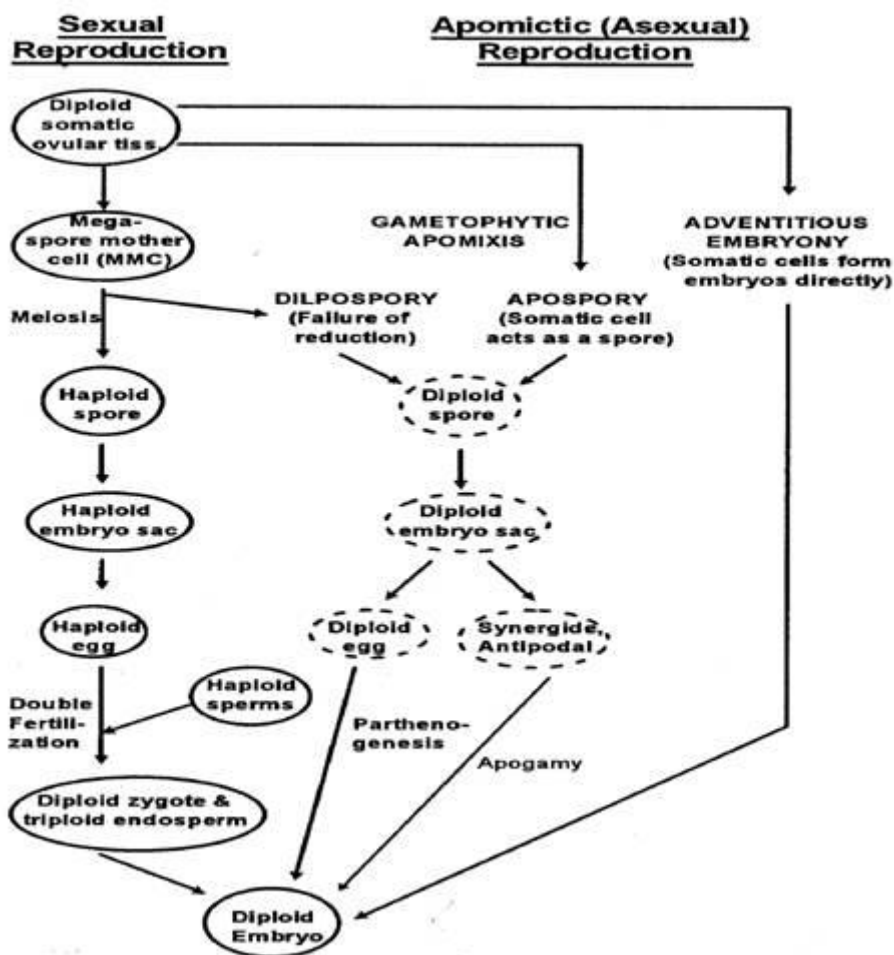 Sexual
Reproduction
Apomictic (Asexual)
Reproduction
Diploid
somatic
ovular tiss.
Mega-
spore mother
cell (MMC)
GAMETOPHYTIC
APOMIXIS
ADVENTITIOUS
EMBRYONY
(Somatic cells form
embryos directly)
Meiosis
DILPOSPORY
(Failure of
reduction)
APOSPORY
(Somatic cell
acts as a spore)
Haploid
spore
Diploid
spore
Haploid
embryo sac
Diploid
embryo sac
Haploid
egg
Diploid
egg
Synergide,
Antipodal
Haploid
sperms
Double
Fertili-
zation
Partheno-
genesis
Apogamy
Diploid zygote &
triploid endosperm
Diploid
Embryo